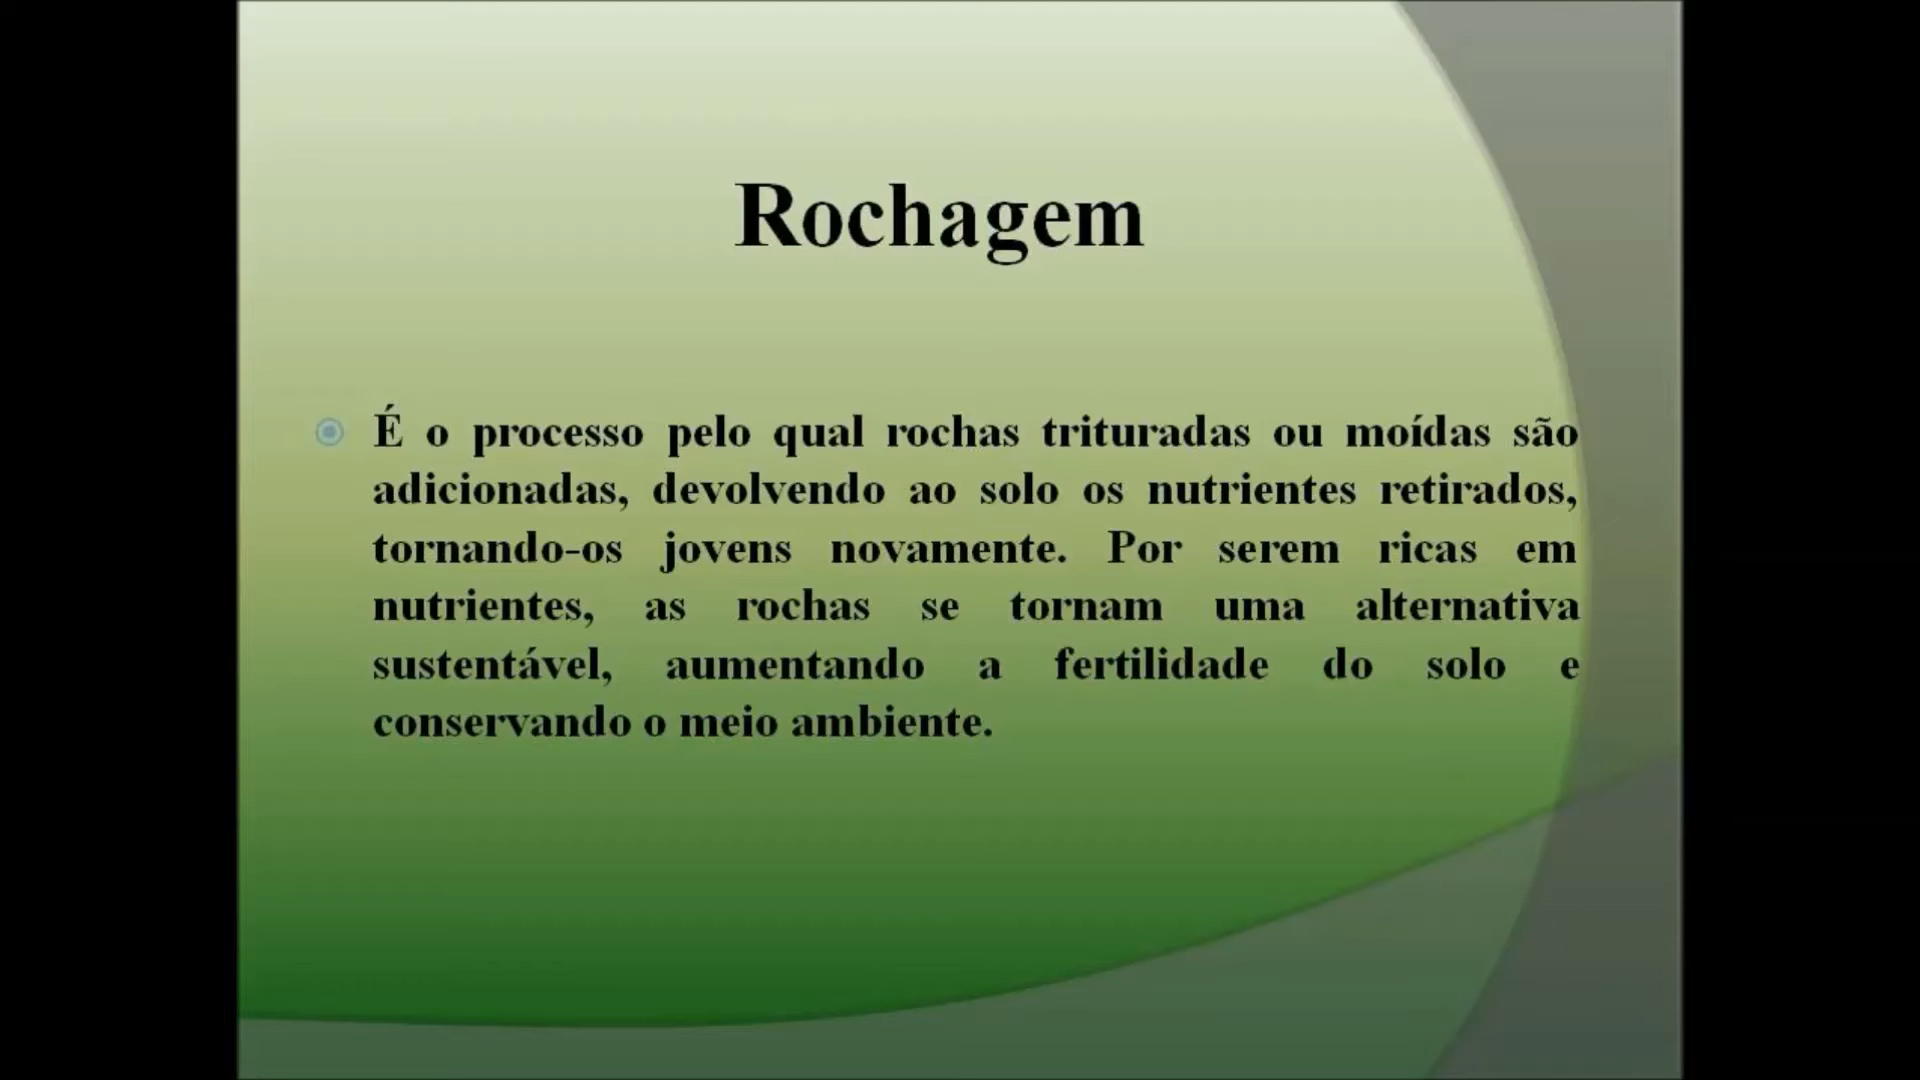 Rochagem
É o processo pelo qual rochas trituradas ou moídas são
adicionadas, devolvendo ao solo os nutrientes retirados,
tornando-os jovens novamente. Por serem ricas em
nutrientes, as rochas se tornam uma alternativa
sustentável, aumentando a fertilidade do solo e
conservando o meio ambiente.